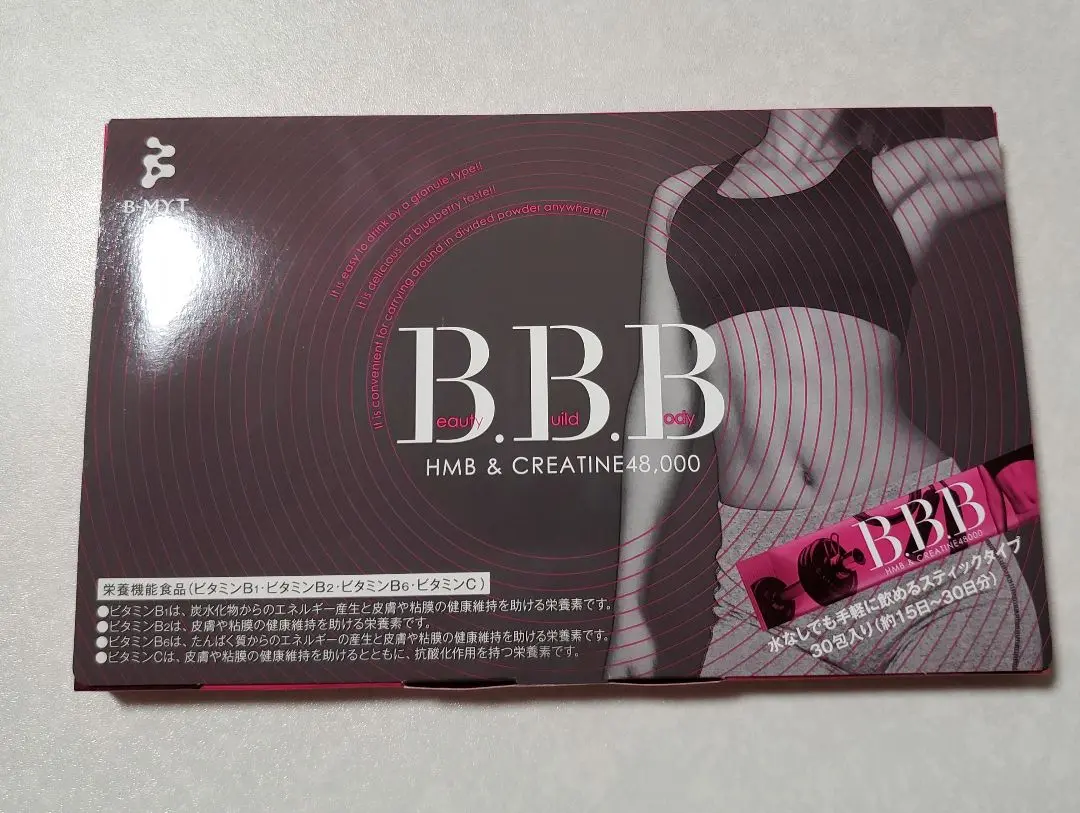 B-MYT
It is easy to drink by a granule type!!
It is delicious for blueberry taste!!
It is convenient for carrying around in divided powder anywhere!!
B.B.B
eauty uild ody
HMB & CREATINE48,000
栄養機能食品(ビタミンB1・ビタミンB2・ビタミンB6・ビタミンC)
●ビタミンB1は、炭水化物からのエネルギー産生と皮膚や粘膜の健康維持を助ける栄養素です。
●ビタミンB2は、皮膚や粘膜の健康維持を助ける栄養素です。
●ビタミンB6は、たんぱく質からのエネルギーの産生と皮膚や粘膜の健康維持を助ける栄養素です。
●ビタミンCは、皮膚や粘膜の健康維持を助けるとともに、抗酸化作用を持つ栄養素です。
B.B.B
HMB & CREATINE48000
水なしでも手軽に飲めるスティックタイプ
30包入り(約15日〜30日分)